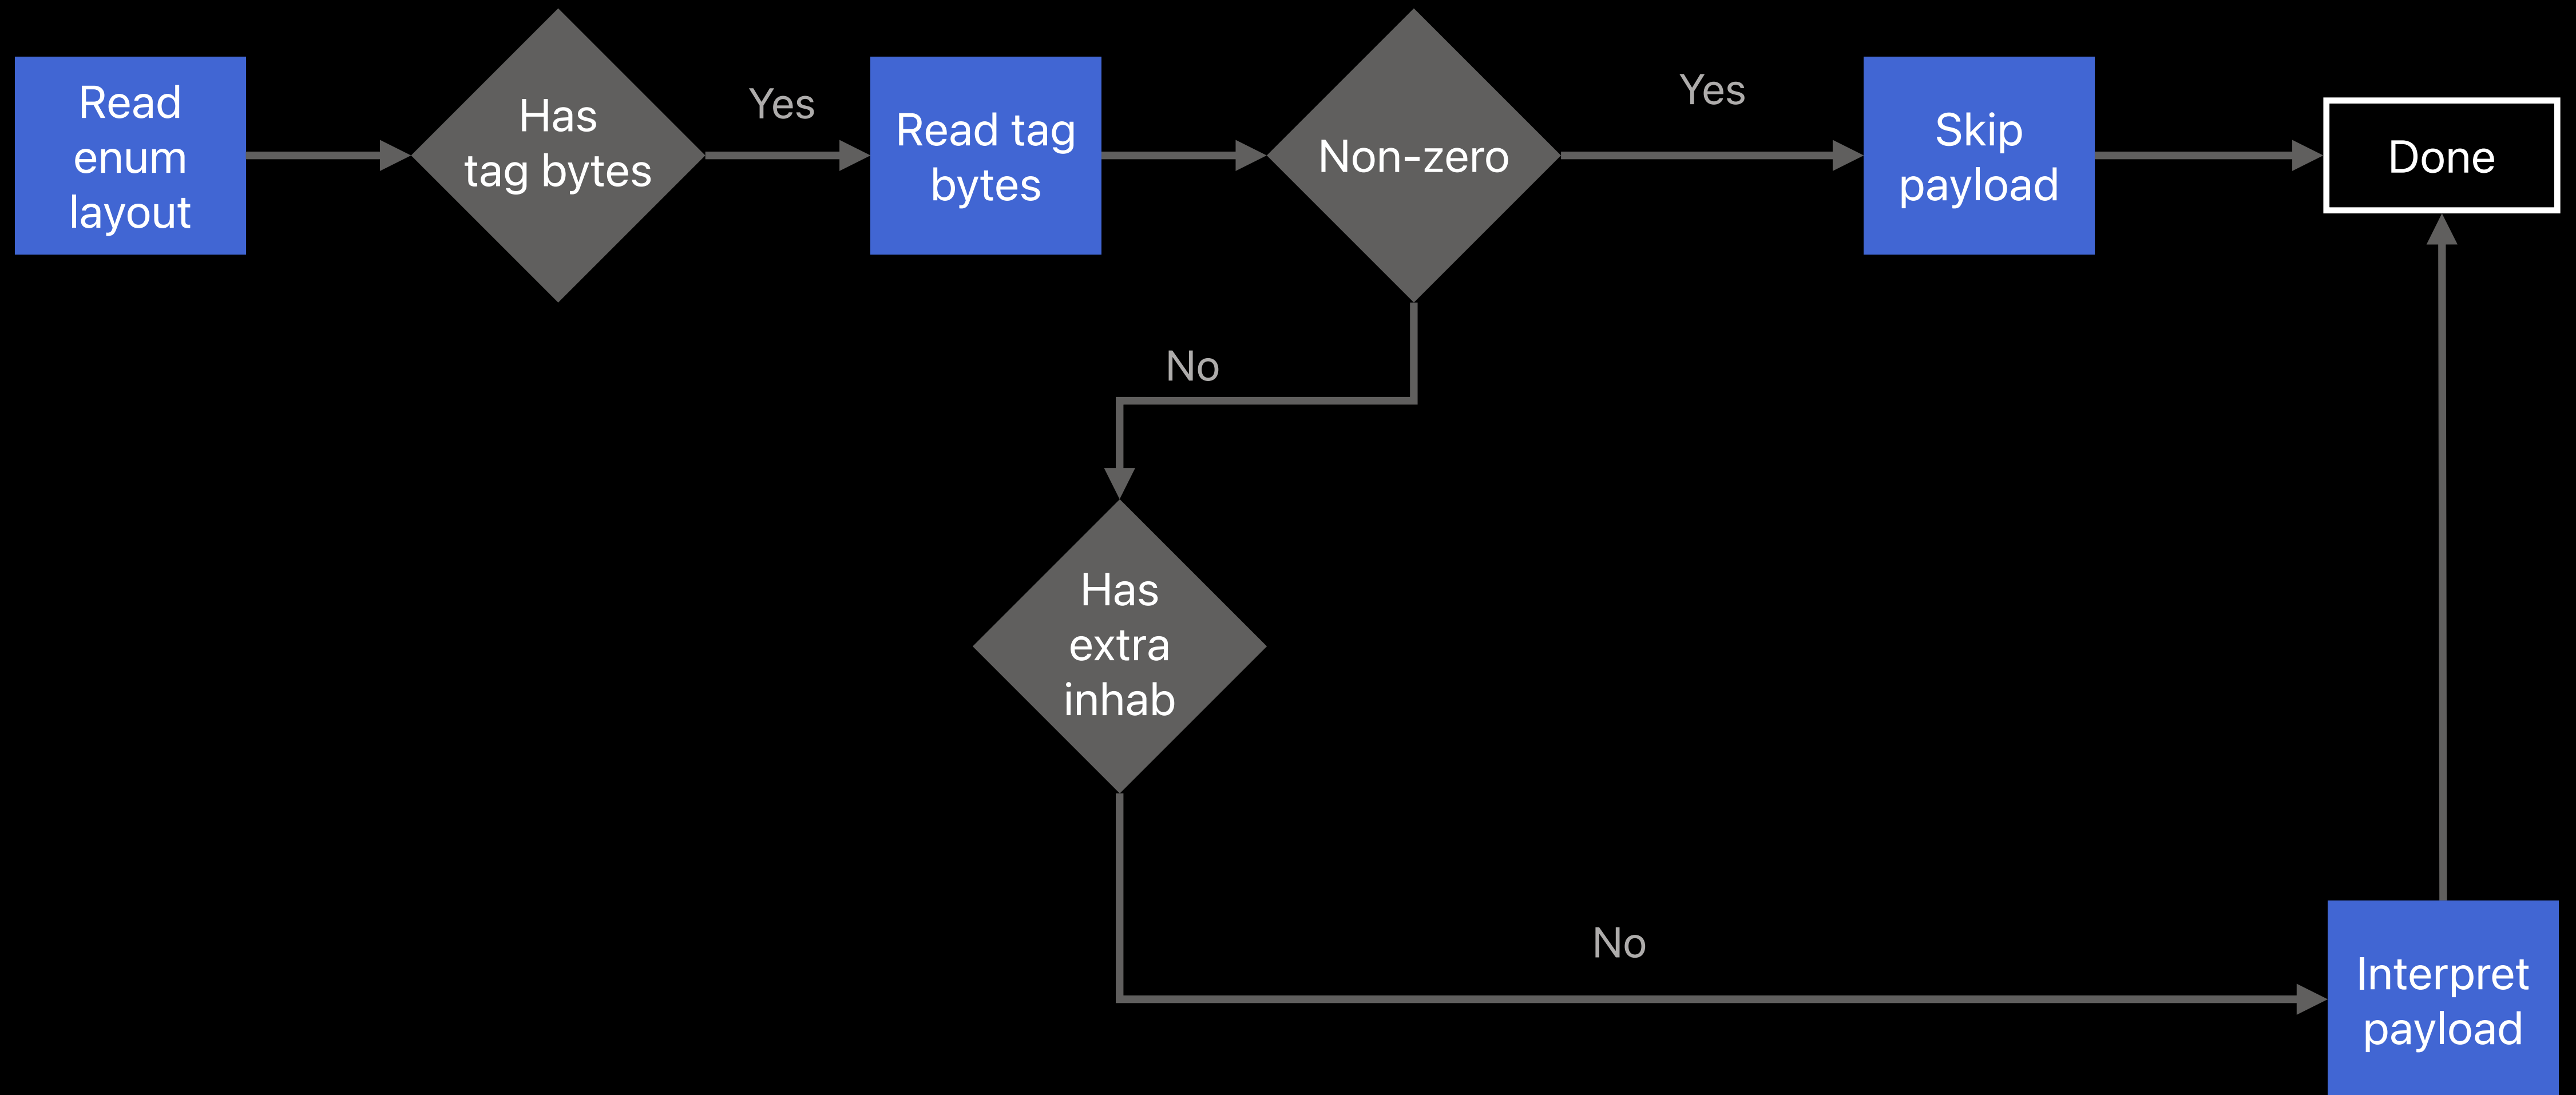 Read
enum
layout
Has
tag bytes
Yes
Read tag
bytes
Non-zero
Yes
Skip
payload
Done
No
Has
extra
inhab
No
Interpret
payload